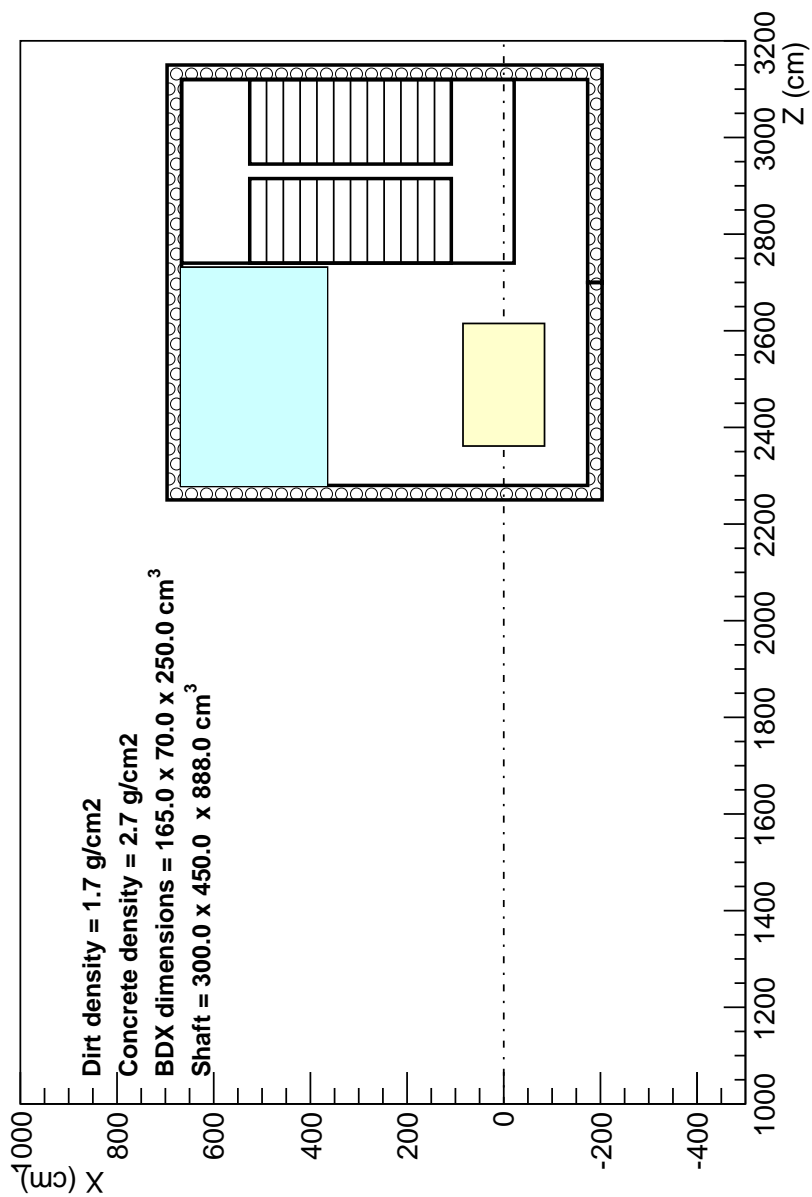 Dirt density = 1.7 g/cm2
Concrete density = 2.7 g/cm2
BDX dimensions = 165.0 x 70.0 x 250.0 cm³
Shaft = 300.0 x 450.0 x 888.0 cm³
X (cm)
1000
800
600
400
200
0
-200
-400
1000 1200 1400 1600 1800 2000 2200 2400 2600 2800 3000 3200
Z (cm)